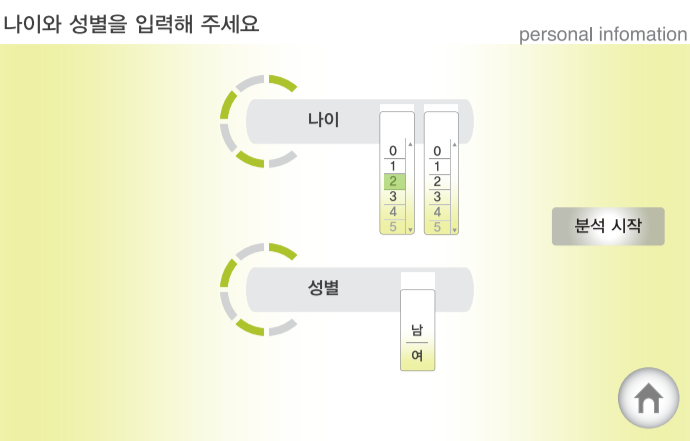 나이와 성별을 입력해 주세요
personal infomation
나이
0 0
1 1
2 2
3 3
4 4
5 5
분석 시작
성별
남
여